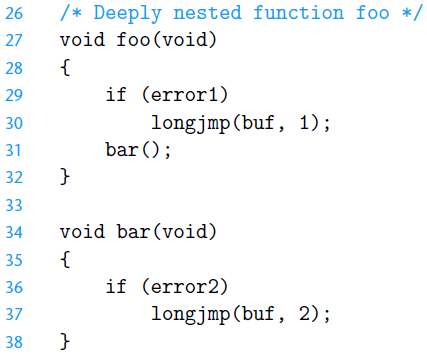 26 /* Deeply nested function foo */
27 void foo(void)
28 {
29     if (error1)
30         longjmp(buf, 1);
31     bar();
32 }
33
34 void bar(void)
35 {
36     if (error2)
37         longjmp(buf, 2);
38 }